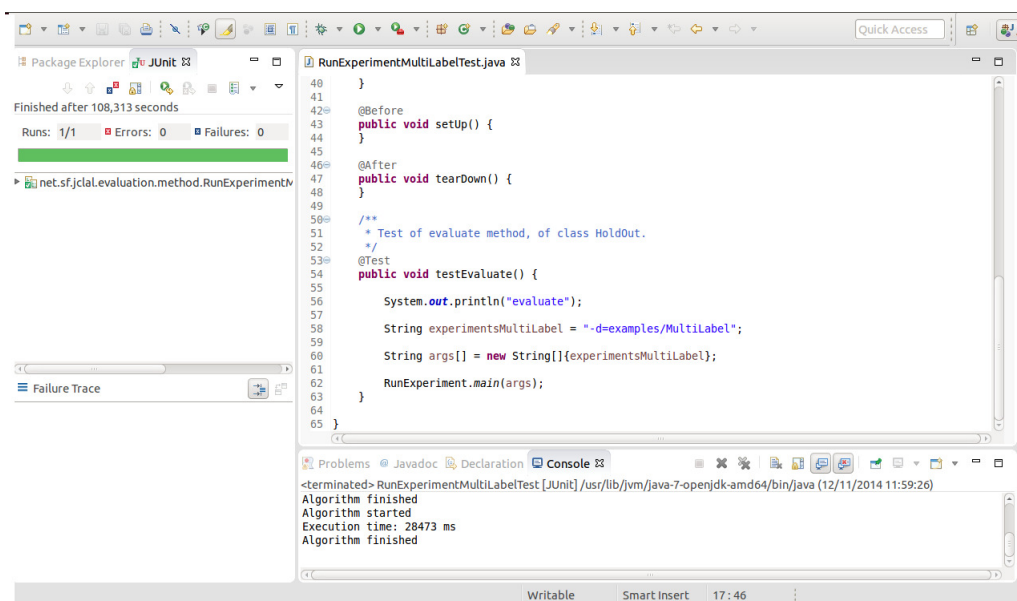 Quick Access
Package Explorer JUnit
Finished after 108,313 seconds
Runs: 1/1 Errors: 0 Failures: 0
net.sf.jclal.evaluation.method.RunExperimentM
Failure Trace
RunExperimentMultiLabelTest.java
40 }
41
42 @Before
43 public void setUp() {
44 }
45
46 @After
47 public void tearDown() {
48 }
49
50 /**
51 * Test of evaluate method, of class HoldOut.
52 */
53 @Test
54 public void testEvaluate() {
55
56 System.out.println("evaluate");
57
58 String experimentsMultiLabel = "-d=examples/MultiLabel";
59
60 String args[] = new String[]{experimentsMultiLabel};
61
62 RunExperiment.main(args);
63 }
64
65 }
Problems @ Javadoc Declaration Console
<terminated> RunExperimentMultiLabelTest [JUnit] /usr/lib/jvm/java-7-openjdk-amd64/bin/java (12/11/2014 11:59:26)
Algorithm finished
Algorithm started
Execution time: 28473 ms
Algorithm finished
Writable Smart Insert 17 : 46